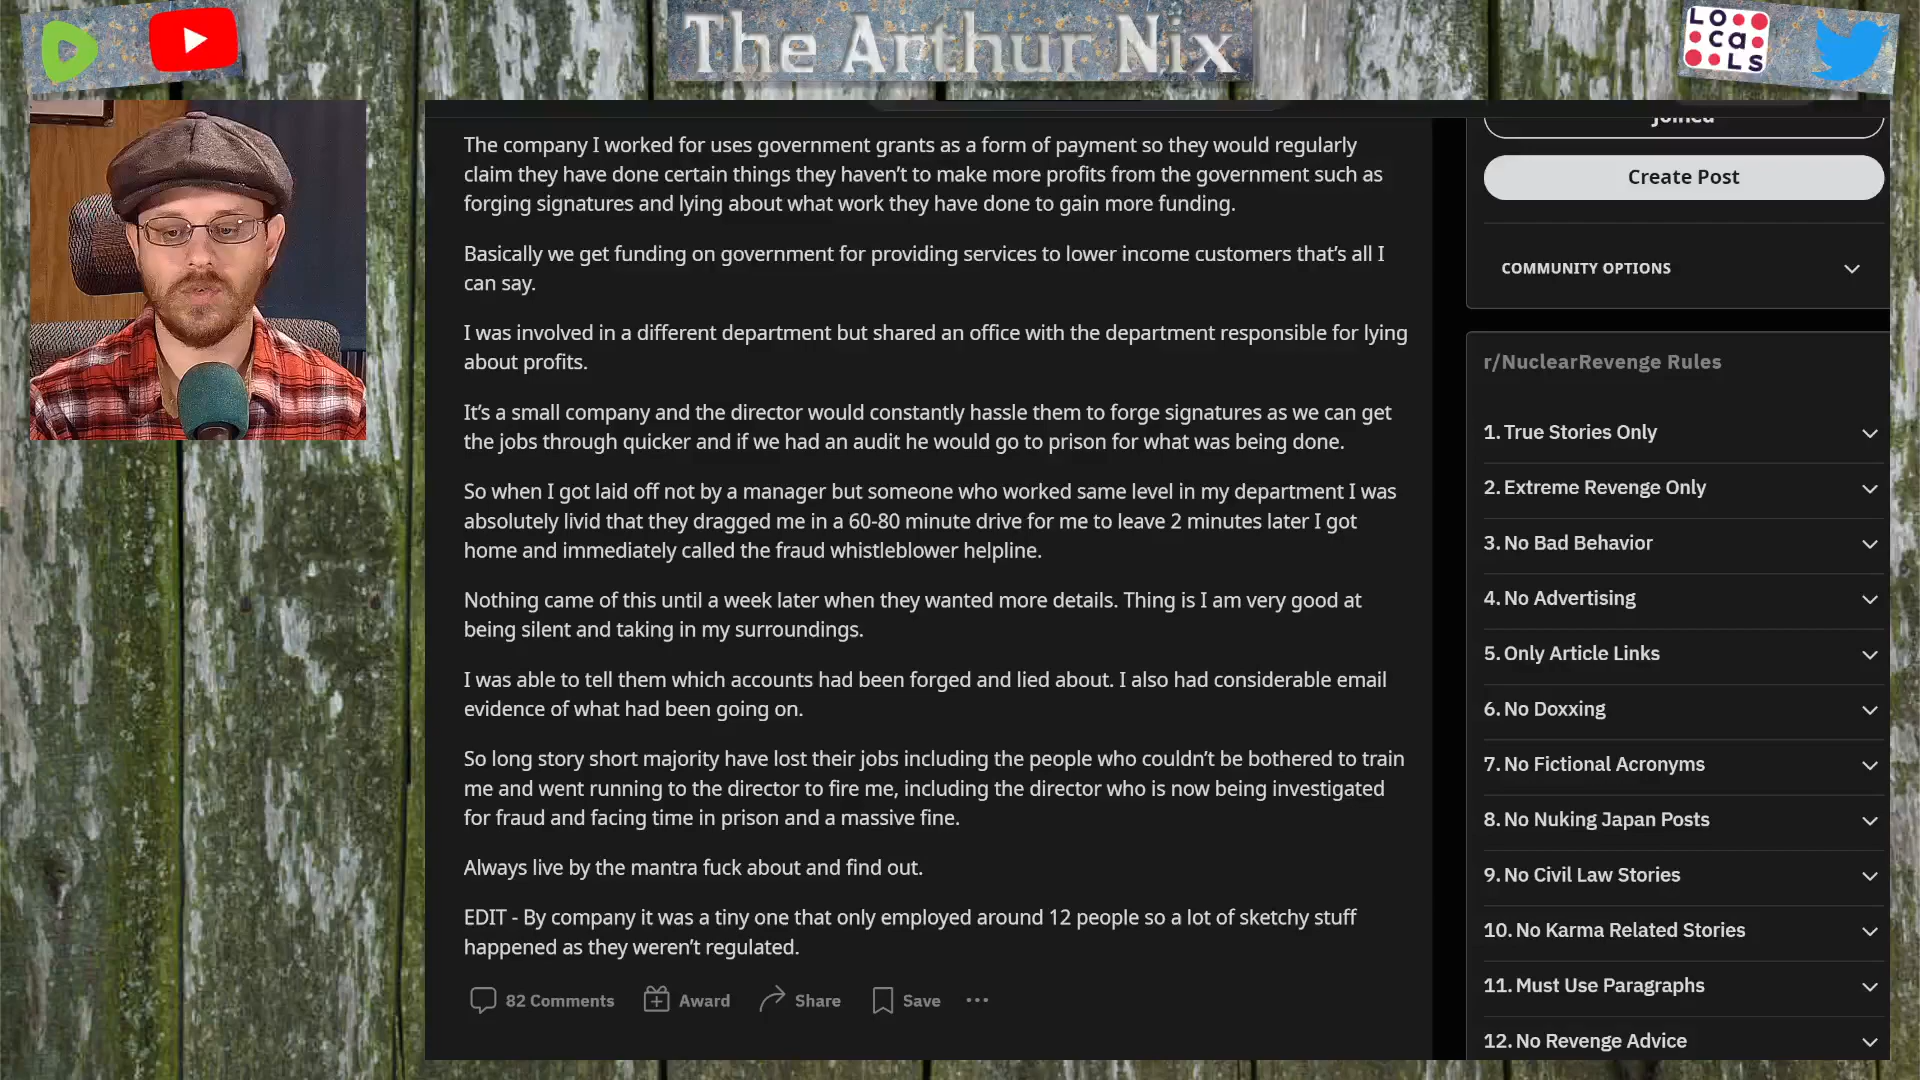 The Arthur Nix
LOCALS
The company I worked for uses government grants as a form of payment so they would regularly
claim they have done certain things they haven’t to make more profits from the government such as
forging signatures and lying about what work they have done to gain more funding.
Basically we get funding on government for providing services to lower income customers that’s all I
can say.
I was involved in a different department but shared an office with the department responsible for lying
about profits.
It’s a small company and the director would constantly hassle them to forge signatures as we can get
the jobs through quicker and if we had an audit he would go to prison for what was being done.
So when I got laid off not by a manager but someone who worked same level in my department I was
absolutely livid that they dragged me in a 60-80 minute drive for me to leave 2 minutes later I got
home and immediately called the fraud whistleblower helpline.
Nothing came of this until a week later when they wanted more details. Thing is I am very good at
being silent and taking in my surroundings.
I was able to tell them which accounts had been forged and lied about. I also had considerable email
evidence of what had been going on.
So long story short majority have lost their jobs including the people who couldn’t be bothered to train
me and went running to the director to fire me, including the director who is now being investigated
for fraud and facing time in prison and a massive fine.
Always live by the mantra fuck about and find out.
EDIT - By company it was a tiny one that only employed around 12 people so a lot of sketchy stuff
happened as they weren’t regulated.
82 Comments Award Share Save
Joined
Create Post
COMMUNITY OPTIONS
r/NuclearRevenge Rules
1. True Stories Only
2. Extreme Revenge Only
3. No Bad Behavior
4. No Advertising
5. Only Article Links
6. No Doxxing
7. No Fictional Acronyms
8. No Nuking Japan Posts
9. No Civil Law Stories
10. No Karma Related Stories
11. Must Use Paragraphs
12. No Revenge Advice